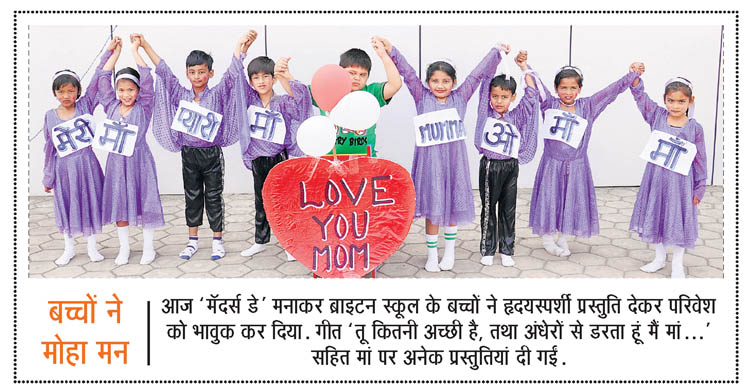 मेरी माँ प्यारी माँ MUMMA ओ माँ माँ
LOVE
YOU
MOM
बच्चों ने
मोहा मन
आज ‘मॅदर्स डे’ मनाकर ब्राइटन स्कूल के बच्चों ने हृदयस्पर्शी प्रस्तुति देकर परिवेश
को भावुक कर दिया. गीत ‘तू कितनी अच्छी है, तथा अंधेरों से डरता हूं मैं मां...’
सहित मां पर अनेक प्रस्तुतियां दी गईं.